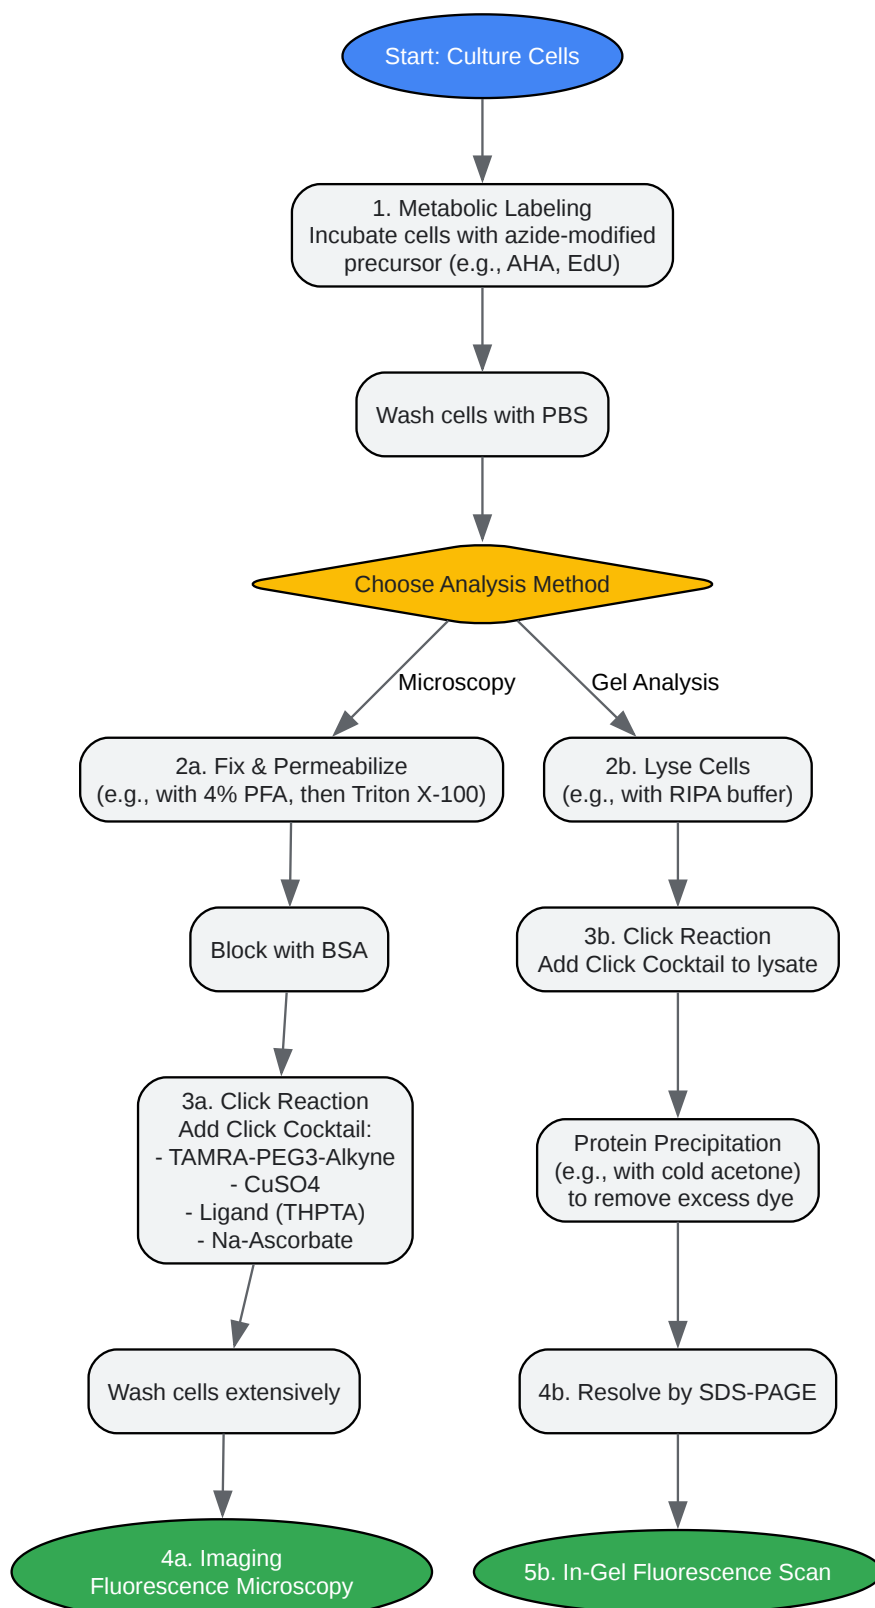 Start: Culture Cells
1. Metabolic Labeling
Incubate cells with azide-modified
precursor (e.g., AHA, EdU)
Wash cells with PBS
Choose Analysis Method
Microscopy
Gel Analysis
2a. Fix & Permeabilize
(e.g., with 4% PFA, then Triton X-100)
2b. Lyse Cells
(e.g., with RIPA buffer)
Block with BSA
3b. Click Reaction
Add Click Cocktail to lysate
3a. Click Reaction
Add Click Cocktail:
- TAMRA-PEG3-Alkyne
- CuSO4
- Ligand (THPTA)
- Na-Ascorbate
Protein Precipitation
(e.g., with cold acetone)
to remove excess dye
Wash cells extensively
4b. Resolve by SDS-PAGE
4a. Imaging
Fluorescence Microscopy
5b. In-Gel Fluorescence Scan